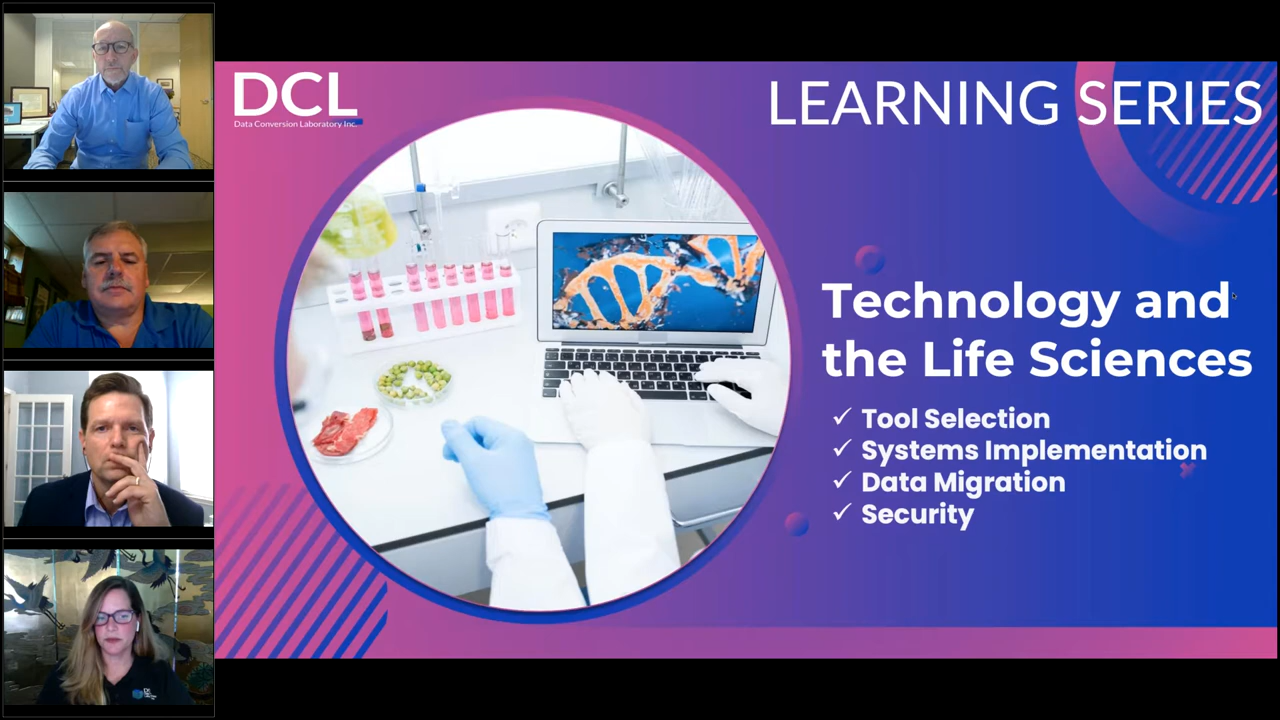 DCL
Data Conversion Laboratory Inc.
LEARNING SERIES
Technology and
the Life Sciences
✓ Tool Selection
✓ Systems Implementation
✓ Data Migration
✓ Security